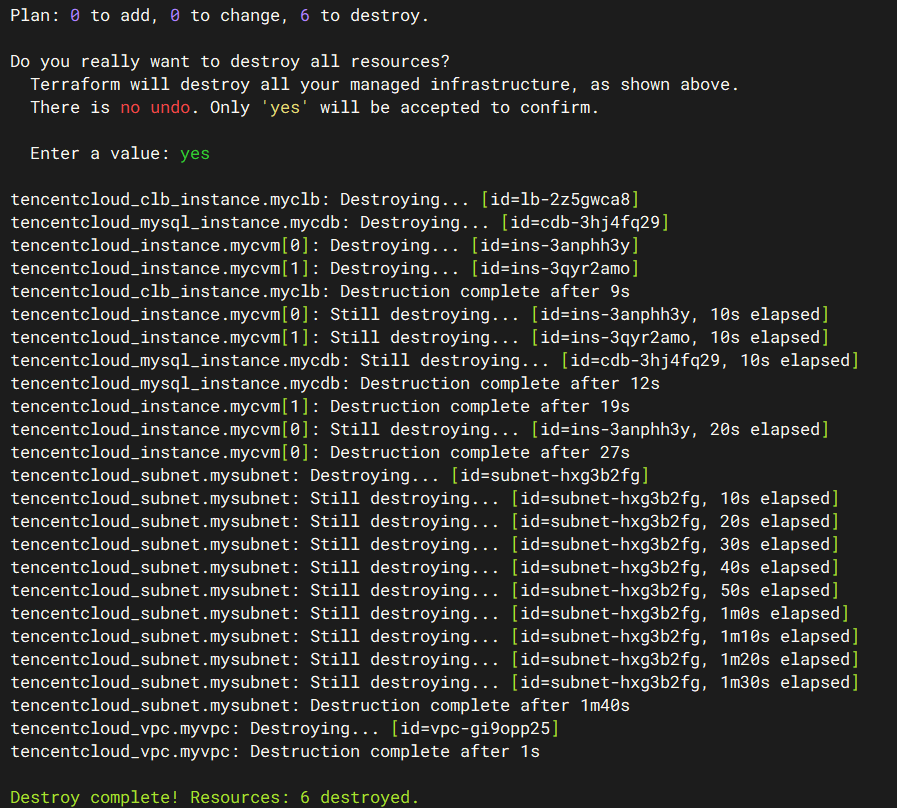 Plan: 0 to add, 0 to change, 6 to destroy.
Do you really want to destroy all resources?
Terraform will destroy all your managed infrastructure, as shown above.
There is no undo. Only 'yes' will be accepted to confirm.
Enter a value: yes
tencentcloud_clb_instance.myclb: Destroying... [id=lb-2z5gwca8]
tencentcloud_mysql_instance.mycdb: Destroying... [id=cdb-3hj4fq29]
tencentcloud_instance.mycvm[0]: Destroying... [id=ins-3anphh3y]
tencentcloud_instance.mycvm[1]: Destroying... [id=ins-3qyr2amo]
tencentcloud_clb_instance.myclb: Destruction complete after 9s
tencentcloud_instance.mycvm[0]: Still destroying... [id=ins-3anphh3y, 10s elapsed]
tencentcloud_instance.mycvm[1]: Still destroying... [id=ins-3qyr2amo, 10s elapsed]
tencentcloud_mysql_instance.mycdb: Still destroying... [id=cdb-3hj4fq29, 10s elapsed]
tencentcloud_mysql_instance.mycdb: Destruction complete after 12s
tencentcloud_instance.mycvm[1]: Destruction complete after 19s
tencentcloud_instance.mycvm[0]: Still destroying... [id=ins-3anphh3y, 20s elapsed]
tencentcloud_instance.mycvm[0]: Destruction complete after 27s
tencentcloud_subnet.mysubnet: Destroying... [id=subnet-hxg3b2fg]
tencentcloud_subnet.mysubnet: Still destroying... [id=subnet-hxg3b2fg, 10s elapsed]
tencentcloud_subnet.mysubnet: Still destroying... [id=subnet-hxg3b2fg, 20s elapsed]
tencentcloud_subnet.mysubnet: Still destroying... [id=subnet-hxg3b2fg, 30s elapsed]
tencentcloud_subnet.mysubnet: Still destroying... [id=subnet-hxg3b2fg, 40s elapsed]
tencentcloud_subnet.mysubnet: Still destroying... [id=subnet-hxg3b2fg, 50s elapsed]
tencentcloud_subnet.mysubnet: Still destroying... [id=subnet-hxg3b2fg, 1m0s elapsed]
tencentcloud_subnet.mysubnet: Still destroying... [id=subnet-hxg3b2fg, 1m10s elapsed]
tencentcloud_subnet.mysubnet: Still destroying... [id=subnet-hxg3b2fg, 1m20s elapsed]
tencentcloud_subnet.mysubnet: Still destroying... [id=subnet-hxg3b2fg, 1m30s elapsed]
tencentcloud_subnet.mysubnet: Destruction complete after 1m40s
tencentcloud_vpc.myvpc: Destroying... [id=vpc-gi9opp25]
tencentcloud_vpc.myvpc: Destruction complete after 1s
Destroy complete! Resources: 6 destroyed.